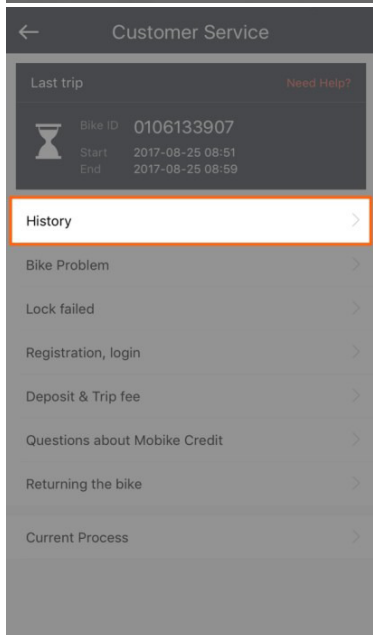 Customer Service
Last trip Need Help?
Bike ID 0106133907
Start 2017-08-25 08:51
End 2017-08-25 08:59
History
Bike Problem
Lock failed
Registration, login
Deposit & Trip fee
Questions about Mobike Credit
Returning the bike
Current Process